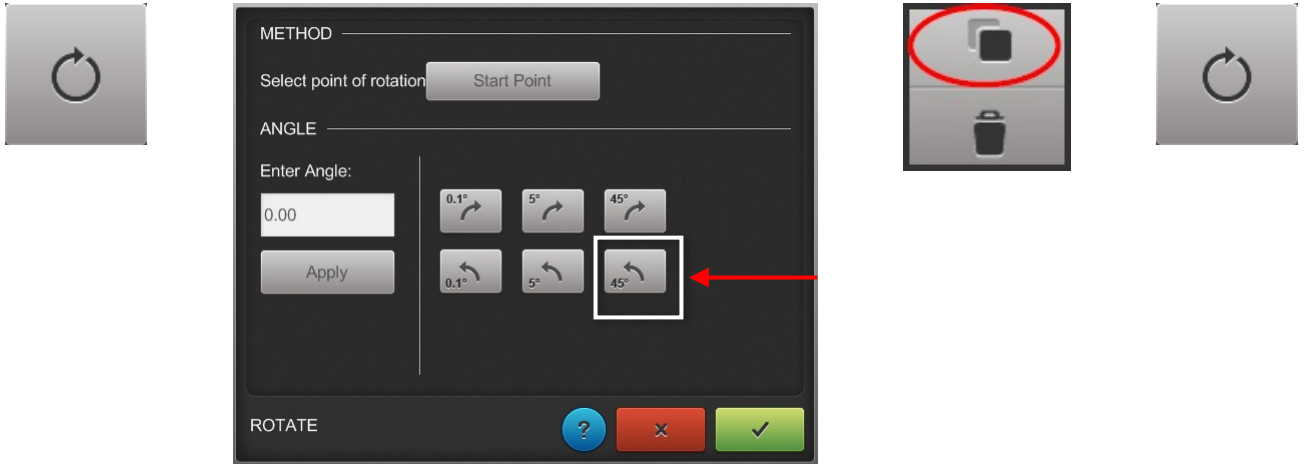 METHOD
Select point of rotation Start Point
ANGLE
Enter Angle:
0.00
0.1° 5° 45°
Apply
0.1° 5° 45°
ROTATE ?